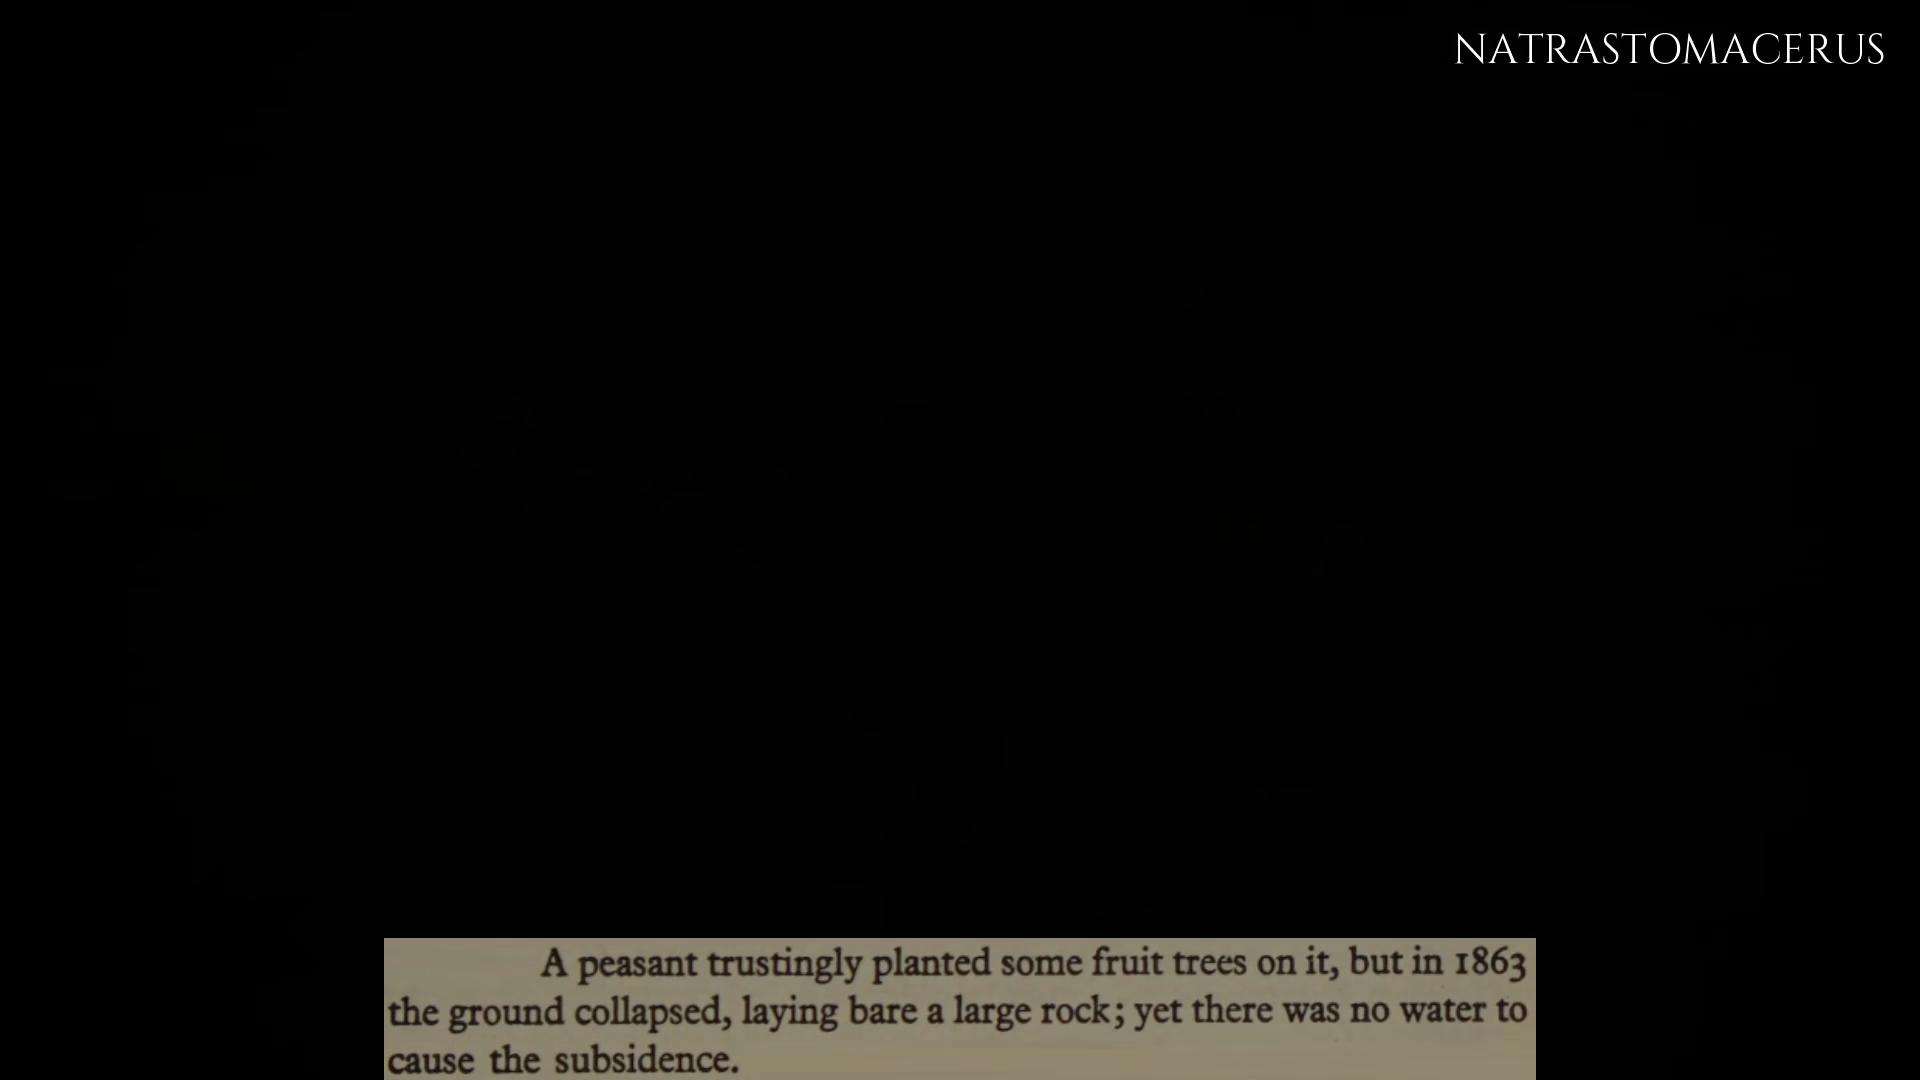 NATRASTOMACERUS
A peasant trustingly planted some fruit trees on it, but in 1863
the ground collapsed, laying bare a large rock; yet there was no water to
cause the subsidence.